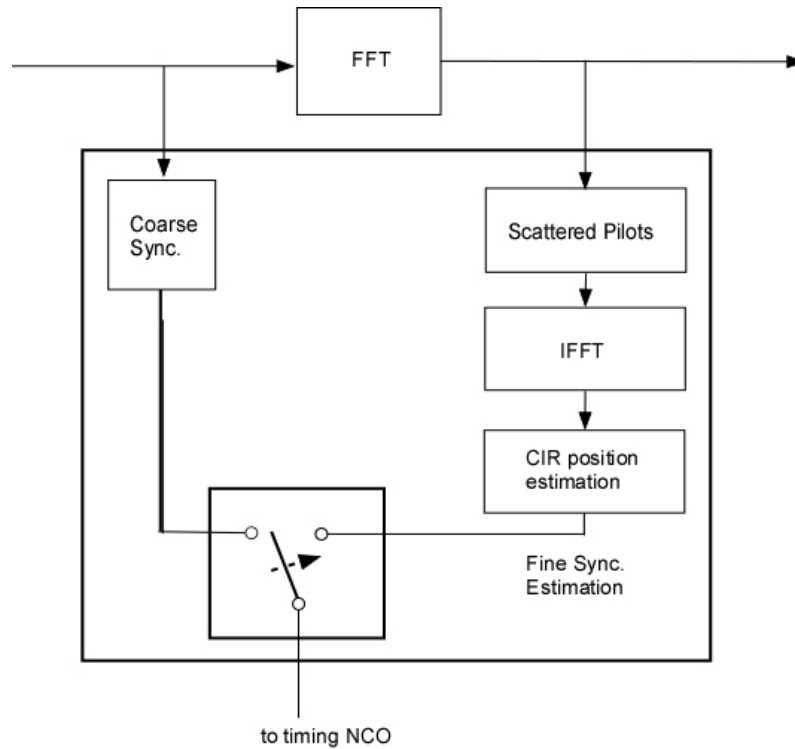 FFT
Coarse
Sync.
Scattered Pilots
IFFT
CIR position
estimation
Fine Sync.
Estimation
to timing NCO